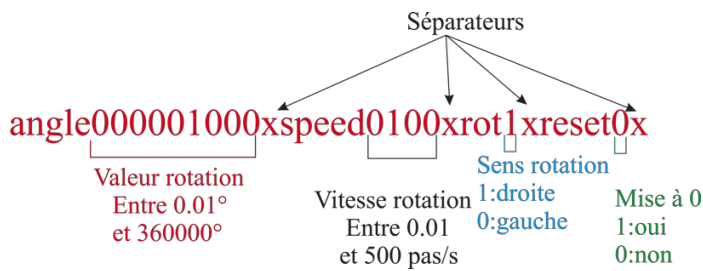 Séparateurs
angle000001000xspeed0100xrot1xreset0x
Valeur rotation
Entre 0.01°
et 360000°
Vitesse rotation
Entre 0.01
et 500 pas/s
Sens rotation
1:droite
0:gauche
Mise à 0
1:oui
0:non